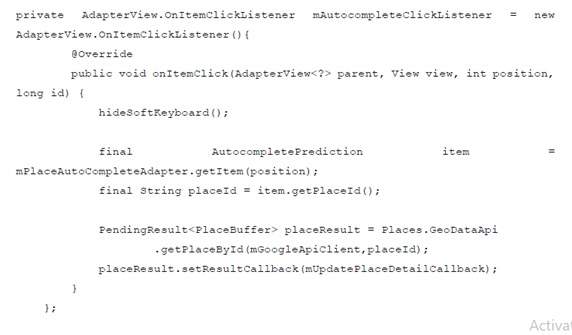 private AdapterView.OnItemClickListener mAutocompleteClickListener = new
AdapterView.OnItemClickListener(){
@Override
public void onItemClick(AdapterView<?> parent, View view, int position,
long id) {
hideSoftKeyboard();
final AutocompletePrediction item =
mPlaceAutoCompleteAdapter.getItem(position);
final String placeId = item.getPlaceId();
PendingResult<PlaceBuffer> placeResult = Places.GeoDataApi
.getPlaceById(mGoogleApiClient,placeId);
placeResult.setResultCallback(mUpdatePlaceDetailCallback);
}
};